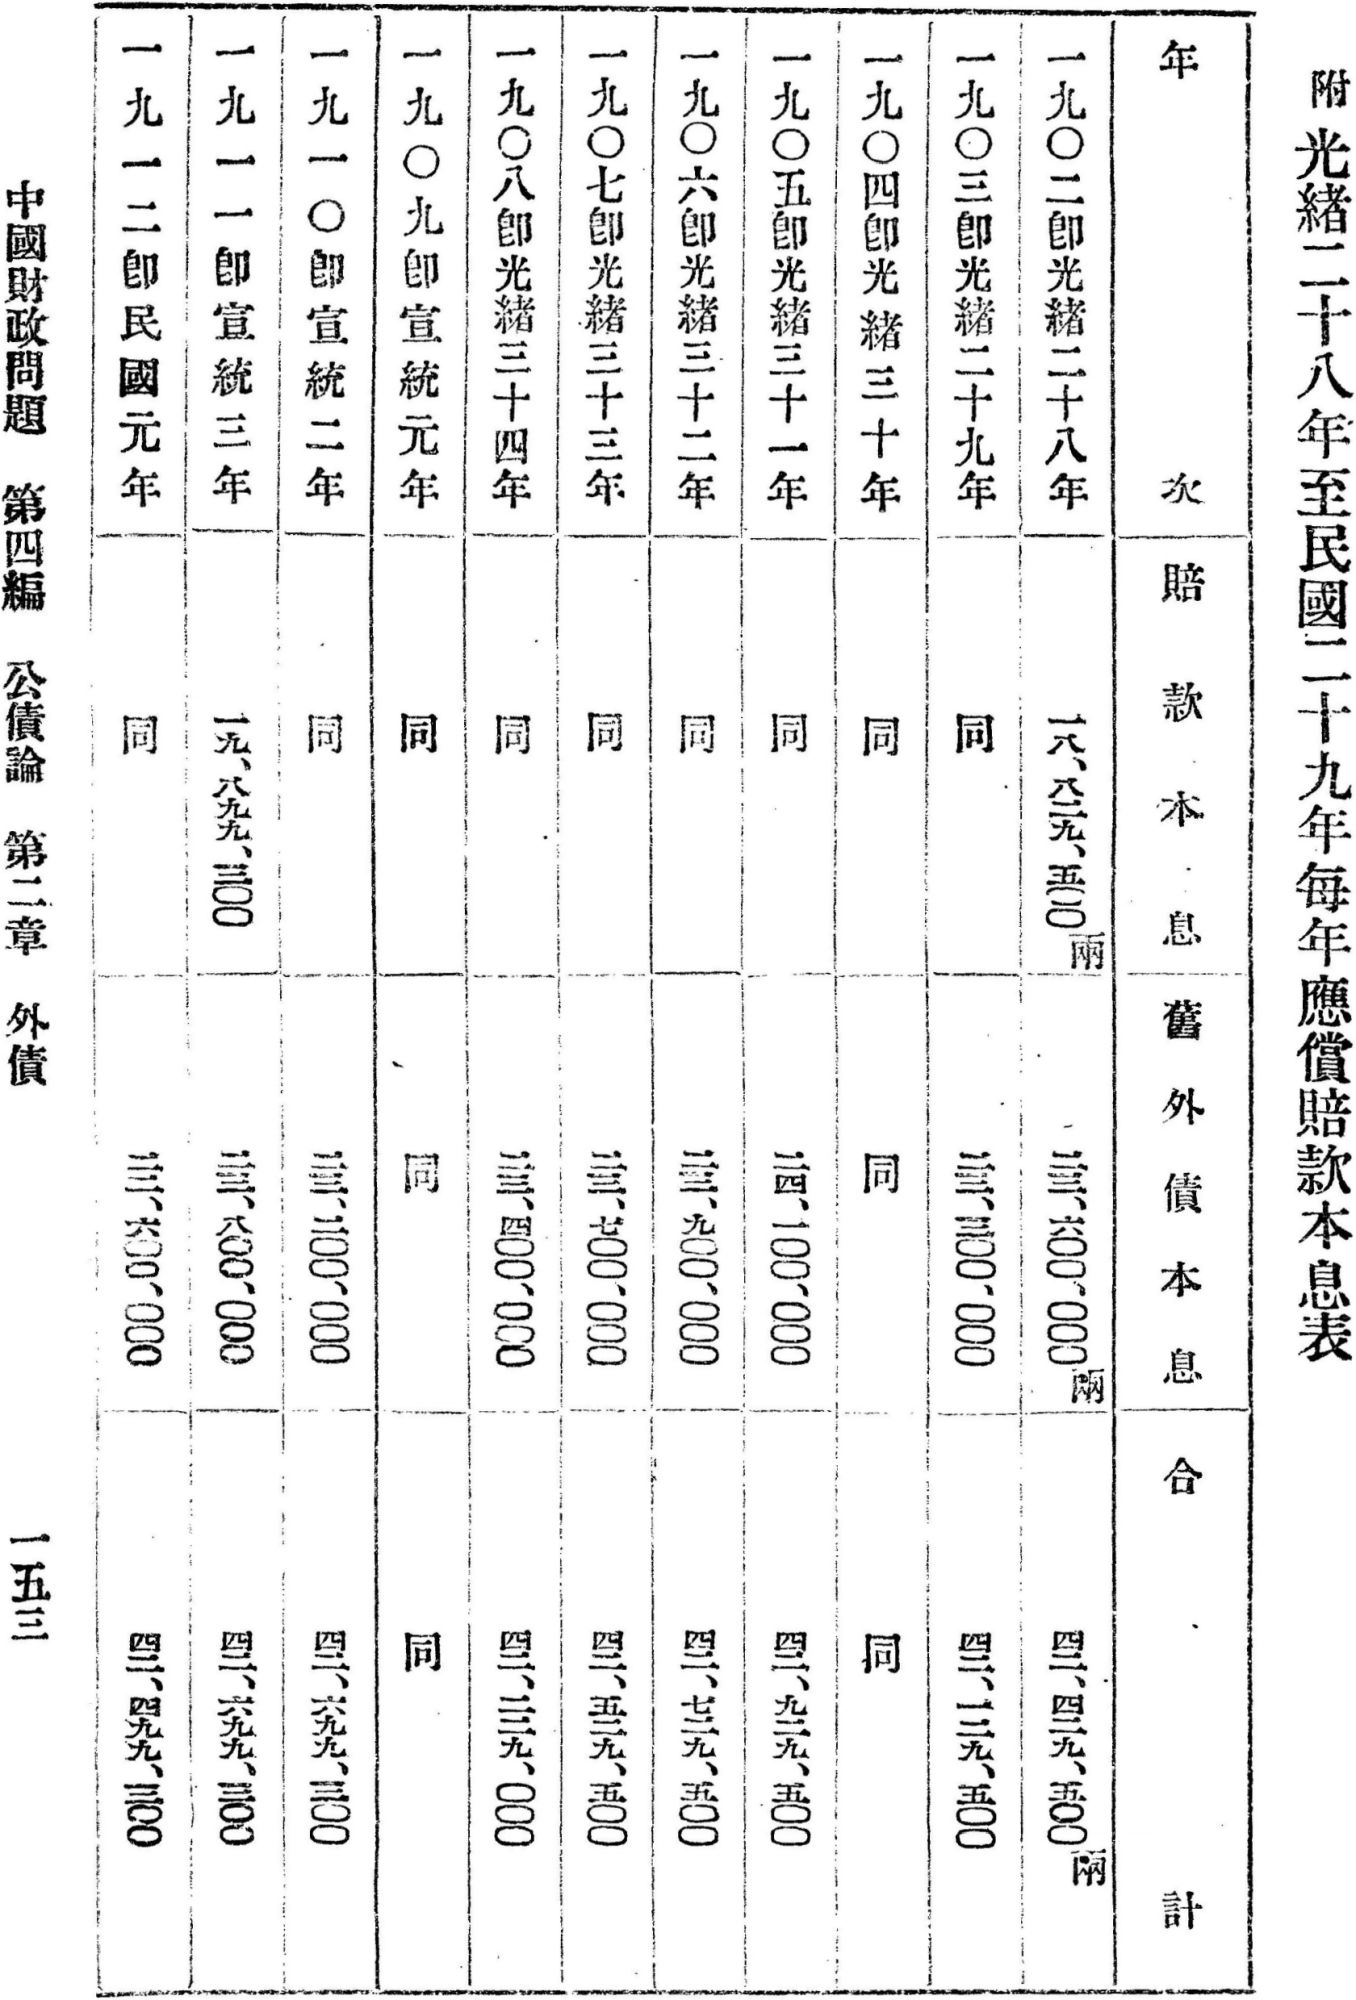 附 光緒二十八年至民國二十九年每年應償賠款本息表
年次 賠款本息 舊外債本息 合計
一九〇二卽光緒二十八年 一八、八二九、五〇〇兩 二三、六〇〇、〇〇〇兩 四二、四二九、五〇〇兩
一九〇三卽光緒二十九年 同 二三、三〇〇、〇〇〇 四二、一二九、五〇〇
一九〇四卽光緒三十年 同 同 同
一九〇五卽光緒三十一年 同 二四、一〇〇、〇〇〇 四二、九二九、五〇〇
一九〇六卽光緒三十二年 同 二三、九〇〇、〇〇〇 四二、七二九、五〇〇
一九〇七卽光緒三十三年 同 二三、七〇〇、〇〇〇 四二、五二九、五〇〇
一九〇八卽光緒三十四年 同 二三、四〇〇、〇〇〇 四二、二二九、〇〇〇
一九〇九卽宣統元年 同 同 同
一九一〇卽宣統二年 同 二三、二〇〇、〇〇〇 四二、六九九、三〇〇
一九一一卽宣統三年 一九、八九九、三〇〇 二三、八〇〇、〇〇〇 四二、六九九、三〇〇
一九一二卽民國元年 同 二二、六〇〇、〇〇〇 四二、四九九、三〇〇
中國財政問題 第四編 公債論 第二章 外債 一五三